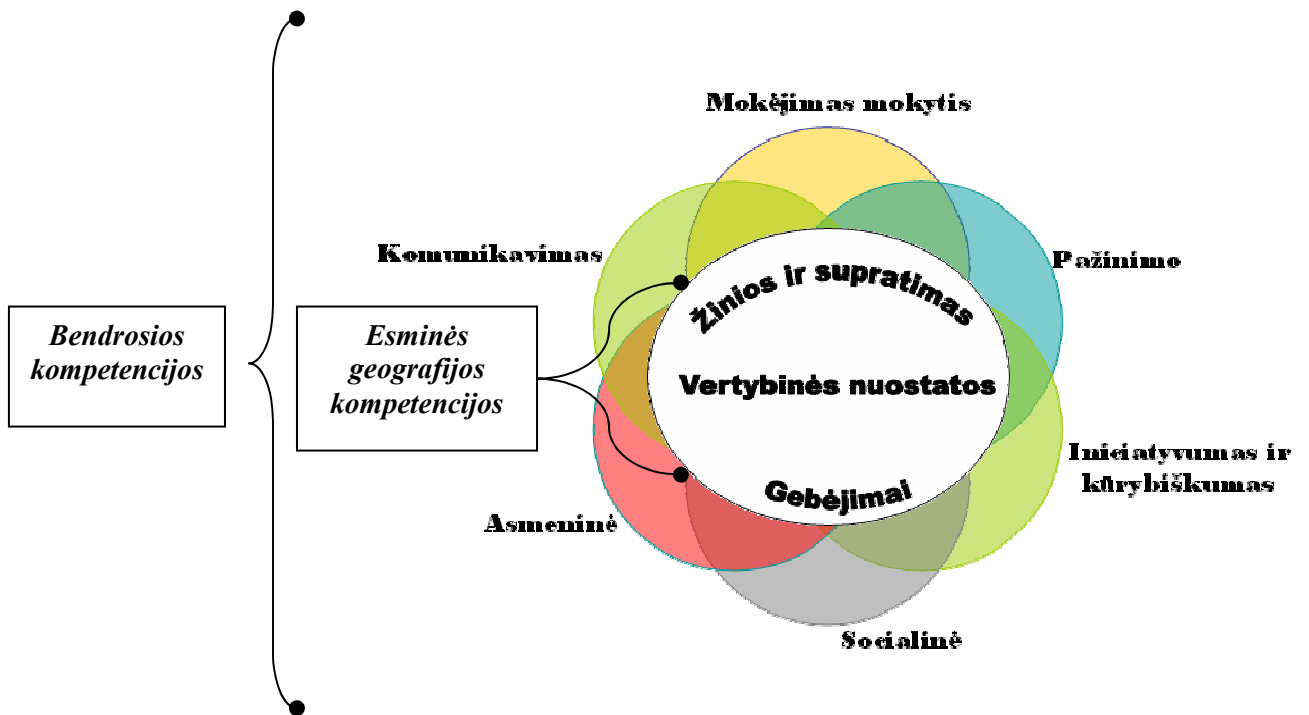 Mokėjimas mokytis
Komunikavimas
Pažinimo
Žinios ir supratimas
Bendrosios
kompetencijos
Esminės
geografijos
kompetencijos
Vertybinės nuostatos
Iniciatyvumas ir
kūrybiškumas
Gebėjimai
Asmeninė
Socialinė